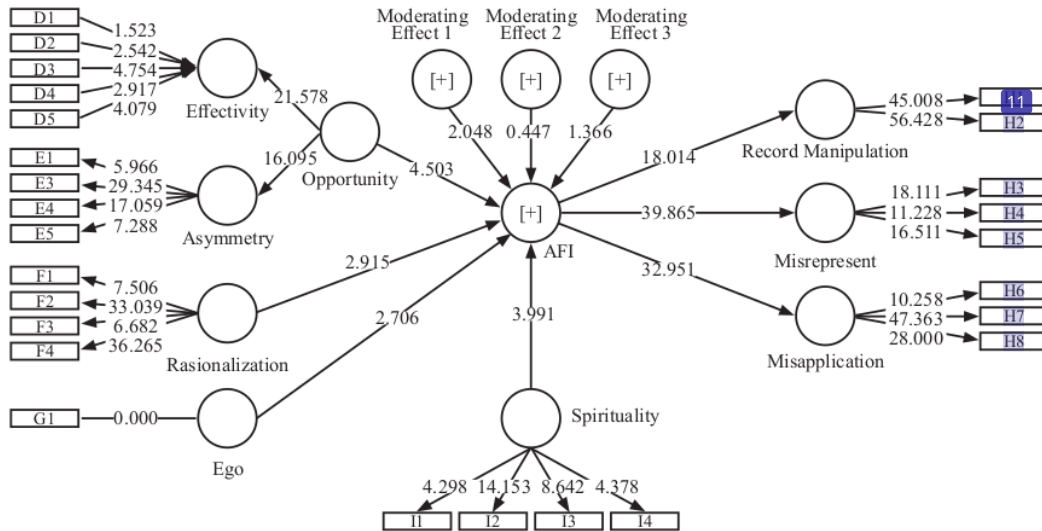 D1
D2
D3
D4
D5
1.523
2.542
4.754
2.917
4.079
Effectivity
21.578
16.095
Opportunity
4.503
E1
E3
E4
E5
5.966
29.345
17.059
7.288
Asymmetry
F1
F2
F3
F4
7.506
33.039
6.682
36.265
Rasionalization
2.915
G1
0.000
Ego
2.706
Moderating
Effect 1
Moderating
Effect 2
Moderating
Effect 3
[+]
[+]
[+]
2.048
0.447
1.366
[+]
AFI
3.991
Spirituality
4.298
14.153
8.642
4.378
I1
I2
I3
I4
18.014
39.865
32.951
Record Manipulation
45.008
56.428
11
H2
Misrepresent
18.111
11.228
16.511
H3
H4
H5
Misapplication
10.258
47.363
28.000
H6
H7
H8